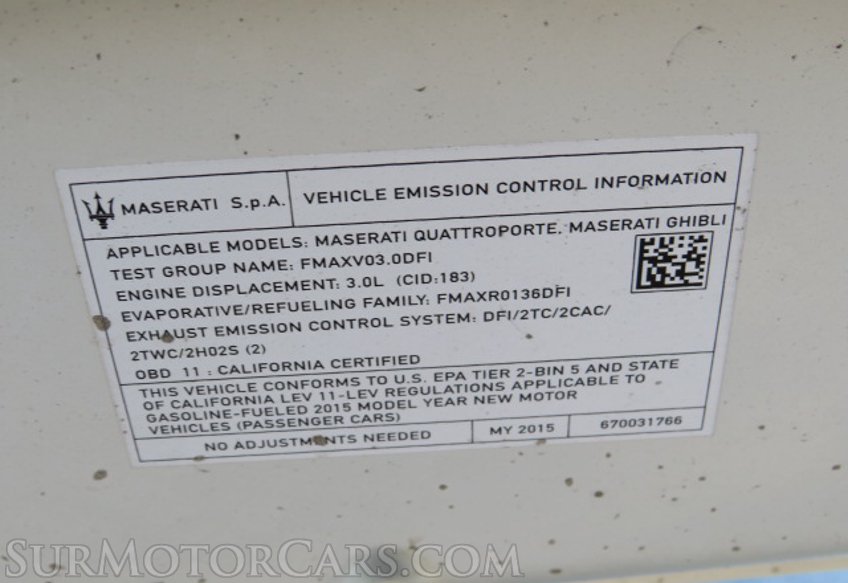 MASERATI S.p.A. VEHICLE EMISSION CONTROL INFORMATION
APPLICABLE MODELS: MASERATI QUATTROPORTE, MASERATI GHIBLI
TEST GROUP NAME: FMAXV03.0DFI
ENGINE DISPLACEMENT: 3.0L (CID:183)
EVAPORATIVE/REFUELING FAMILY: FMAXR0136DFI
EXHAUST EMISSION CONTROL SYSTEM: DFI/2TC/2CAC/
2TWC/2H02S (2)
OBD 11 : CALIFORNIA CERTIFIED
THIS VEHICLE CONFORMS TO U.S. EPA TIER 2-BIN 5 AND STATE
OF CALIFORNIA LEV 11-LEV REGULATIONS APPLICABLE TO
GASOLINE-FUELED 2015 MODEL YEAR NEW MOTOR
VEHICLES (PASSENGER CARS)
NO ADJUSTMENTS NEEDED MY 2015 670031766
SURMOTORCARS.COM